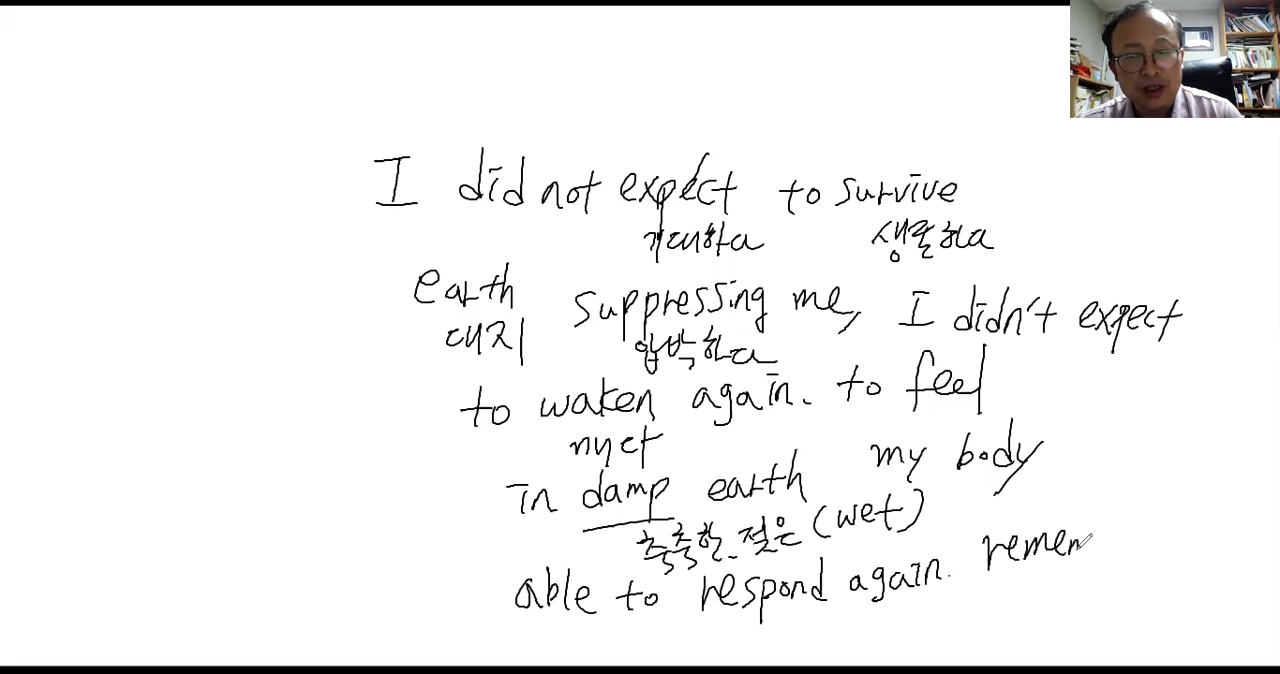 I did not expect to survive
기대하다 생존하다
earth suppressing me, I didn't expect
대지 압박하다
to waken again. to feel
깨다
in damp earth my body
축축한. 젖은 (wet)
able to respond again. remem